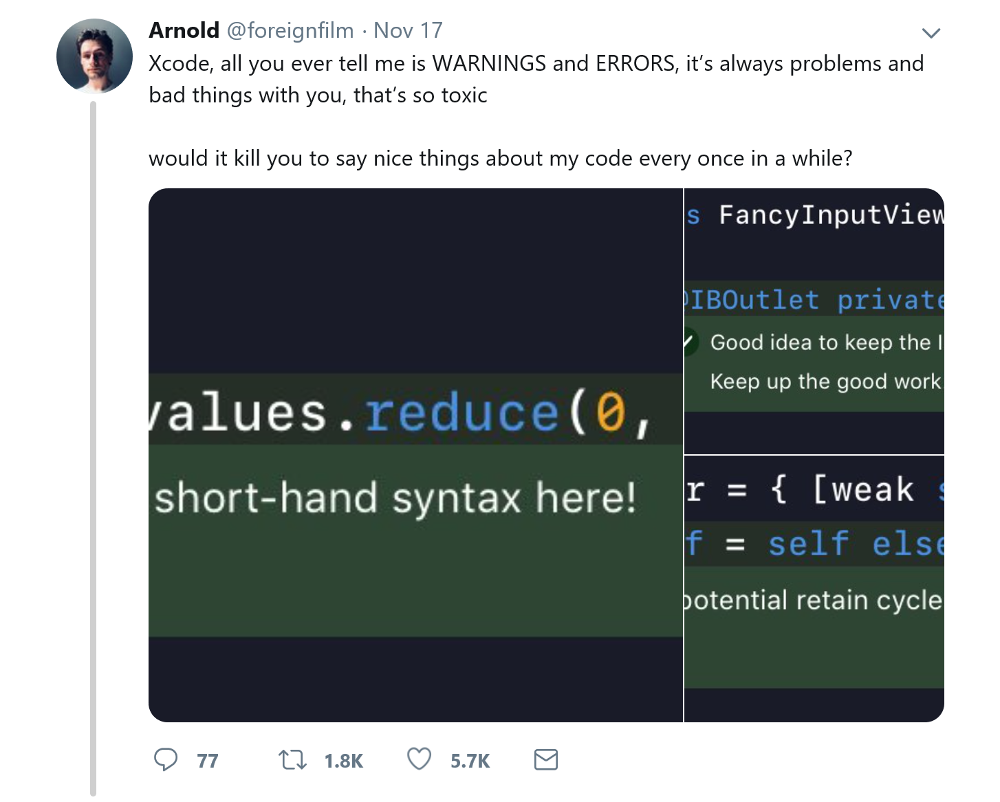 Arnold @foreignfilm · Nov 17
Xcode, all you ever tell me is WARNINGS and ERRORS, it’s always problems and
bad things with you, that’s so toxic
would it kill you to say nice things about my code every once in a while?
values.reduce(0,
short-hand syntax here!
s FancyInputView
@IBOutlet private
Good idea to keep the I
Keep up the good work.
r = { [weak s
f = self else
potential retain cycle
77 1.8K 5.7K